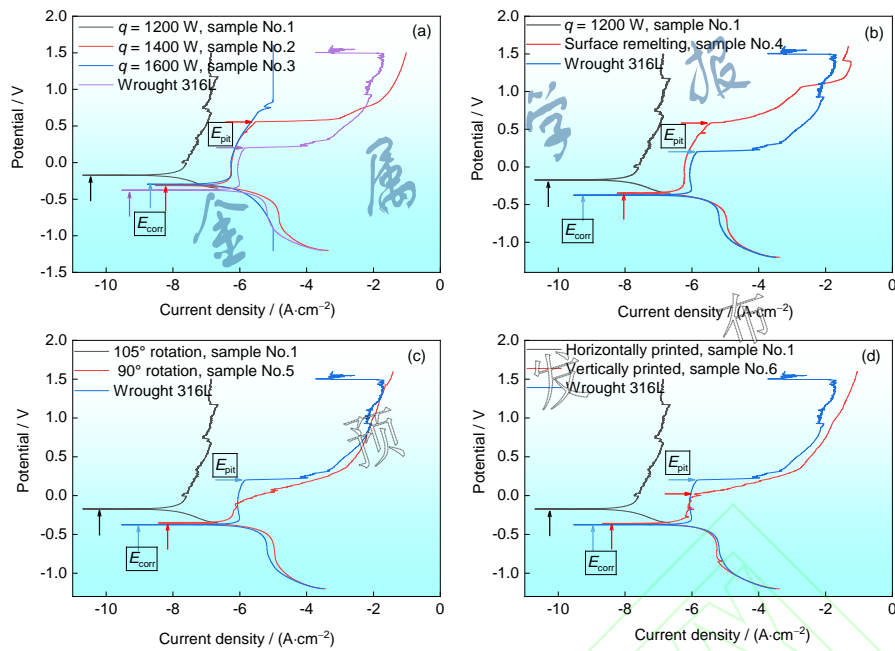 (a)
q = 1200 W, sample No.1
q = 1400 W, sample No.2
q = 1600 W, sample No.3
Wrought 316L
Epit
Ecorr
Potential / V
2.0
1.5
1.0
0.5
0.0
-0.5
-1.0
-1.5
-10
-8
-6
-4
-2
0
Current density / (A·cm−2)
(b)
q = 1200 W, sample No.1
Surface remelting, sample No.4
Wrought 316L
Epit
Ecorr
Potential / V
2.0
1.5
1.0
0.5
0.0
-0.5
-1.0
-10
-8
-6
-4
-2
0
Current density / (A·cm−2)
(c)
105° rotation, sample No.1
90° rotation, sample No.5
Wrought 316L
Epit
Ecorr
Potential / V
2.0
1.5
1.0
0.5
0.0
-0.5
-1.0
-10
-8
-6
-4
-2
0
Current density / (A·cm−2)
(d)
Horizontally printed, sample No.1
Vertically printed, sample No.6
Wrought 316L
Epit
Ecorr
Potential / V
2.0
1.5
1.0
0.5
0.0
-0.5
-1.0
-10
-8
-6
-4
-2
0
Current density / (A·cm−2)
金属学报
预发布